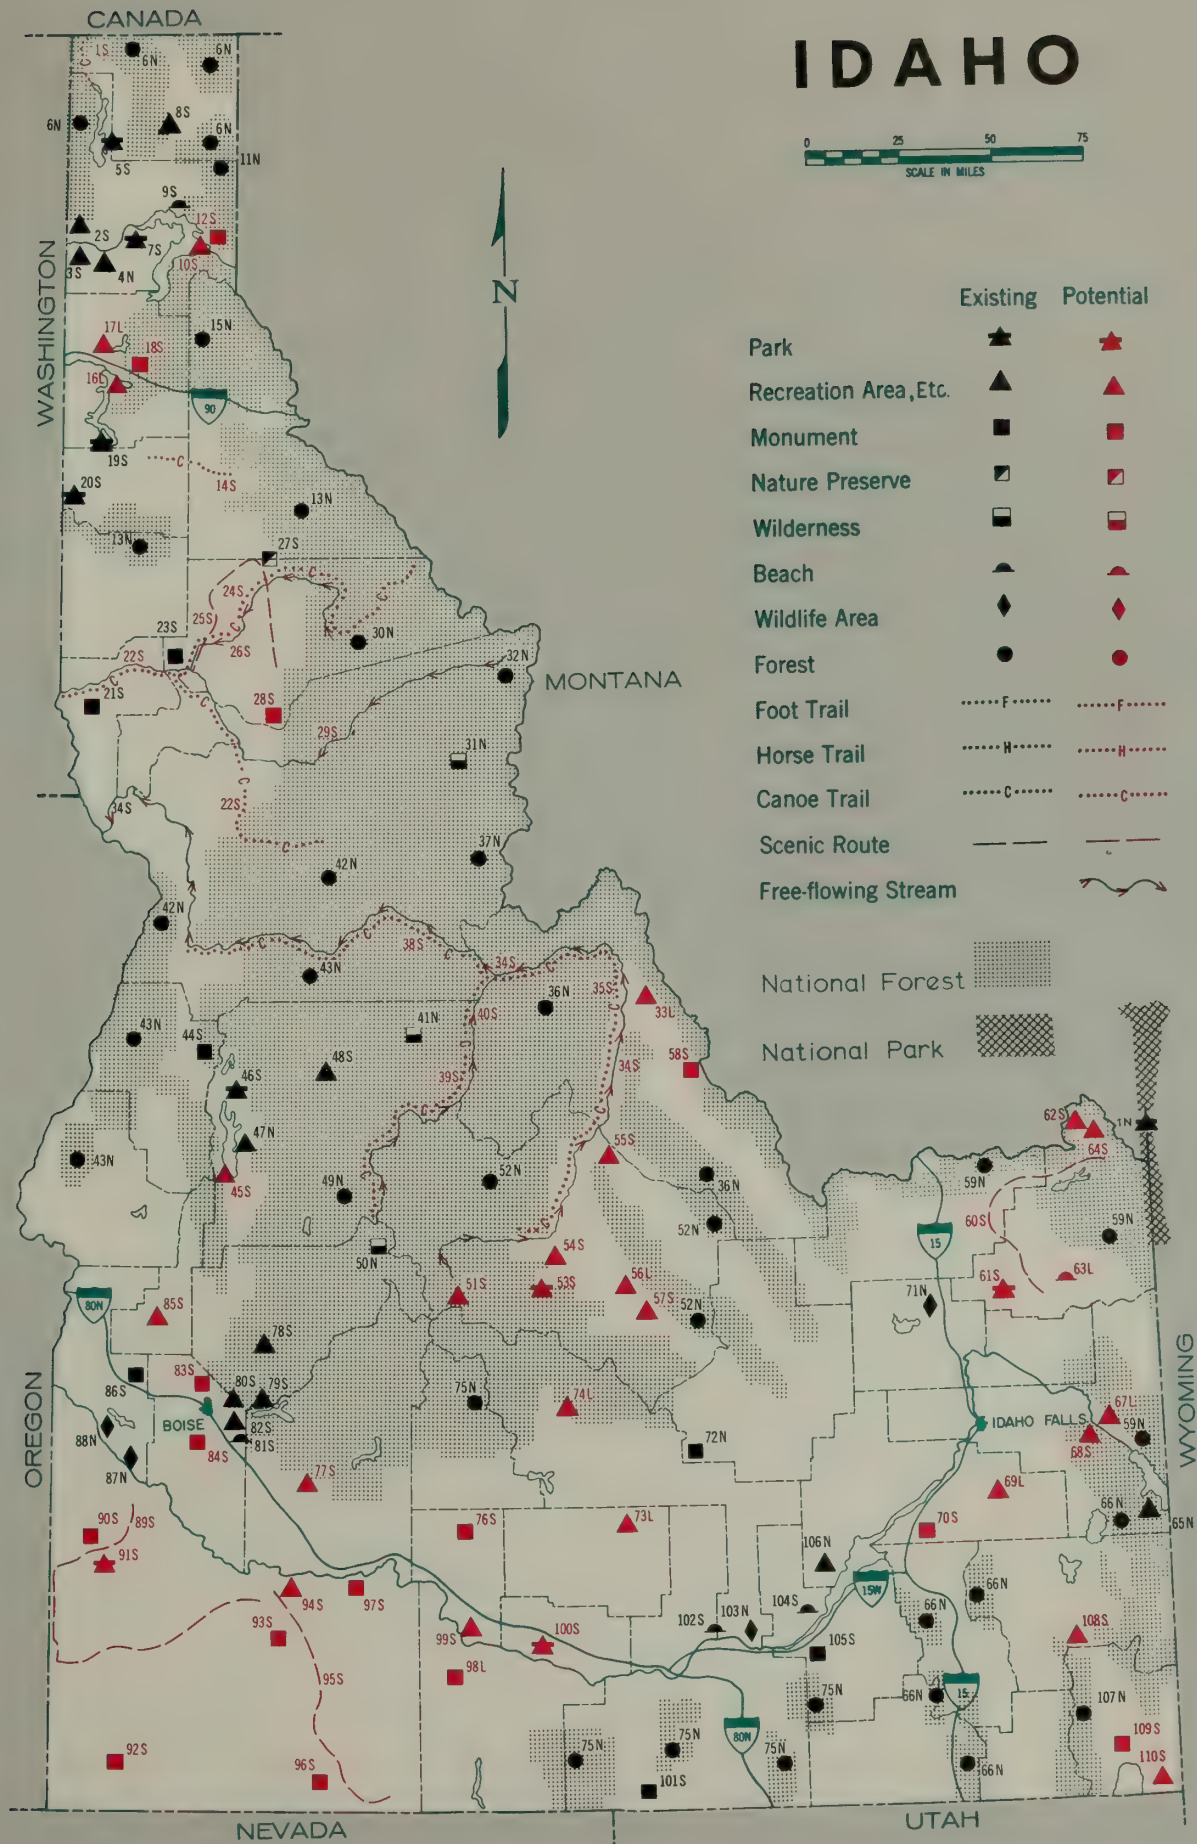 CANADA
IDAHO
0 25 50 75
SCALE IN MILES
N
WASHINGTON
MONTANA
OREGON
WYOMING
NEVADA
UTAH
BOISE
IDAHO FALLS
Existing Potential
Park
Recreation Area, Etc.
Monument
Nature Preserve
Wilderness
Beach
Wildlife Area
Forest
Foot Trail F F
Horse Trail H H
Canoe Trail C C
Scenic Route
Free-flowing Stream
National Forest
National Park
1S
6N
6N
6N
8S
6N
5S
11N
9S
2S
12S
7S
3S
4N
10S
17L
15N
18S
16L
90
19S
C
14S
20S
13N
13N
27S
C
24S
C
25S
C
23S
26S
30N
22S
32N
C
21S
28S
C
29S
31N
C
22S
34S
C
37N
42N
42N
C
38S
C
C
34S
C
43N
35S
36N
33L
40S
C
43N
44S
41N
C
58S
48S
39S
34S
46S
C
C
62S
1N
47N
55S
64S
43N
45S
49N
52N
36N
59N
C
52N
60S
59N
C
15
50N
54S
51S
53S
56L
61S
63L
57S
71N
80N
85S
52N
78S
83S
86S
80S
79S
75N
74L
67L
82S
88N
81S
59N
84S
72N
68S
87N
77S
69L
90S
89S
76S
73L
70S
66N
65N
91S
106N
15W
66N
94S
97S
104S
66N
93S
99S
100S
102S
103N
108S
105S
95S
98L
75N
66N
15
107N
92S
75N
75N
80N
75N
109S
96S
101S
66N
110S